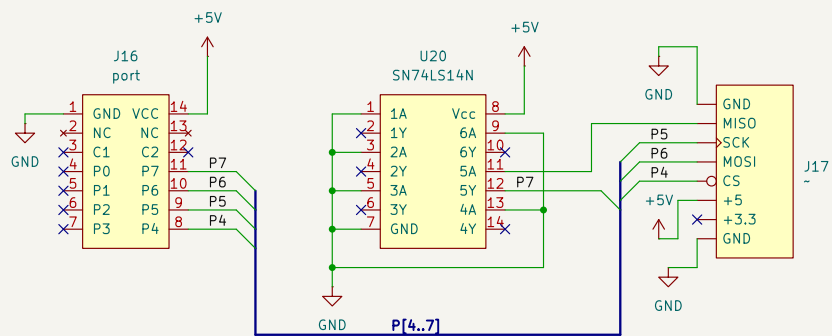 +5V
J16
port
1 GND VCC 14
2 NC NC 13
3 C1 C2 12
4 P0 P7 11 P7
5 P1 P6 10 P6
6 P2 P5 9 P5
7 P3 P4 8 P4
GND
+5V
U20
SN74LS14N
1 1A Vcc 8
2 1Y 6A 9
3 2A 6Y 10
4 2Y 5A 11
5 3A 5Y 12 P7
6 3Y 4A 13
7 GND 4Y 14
GND
P[4..7]
GND
GND
MISO
P5 SCK
P6 MOSI
P4 CS
+5V +5
+3.3
GND
J17
~
GND